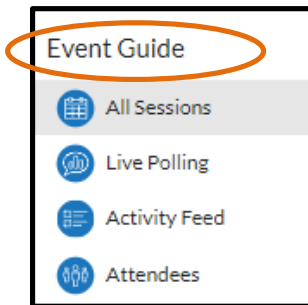 Event Guide
All Sessions
Live Polling
Activity Feed
Attendees